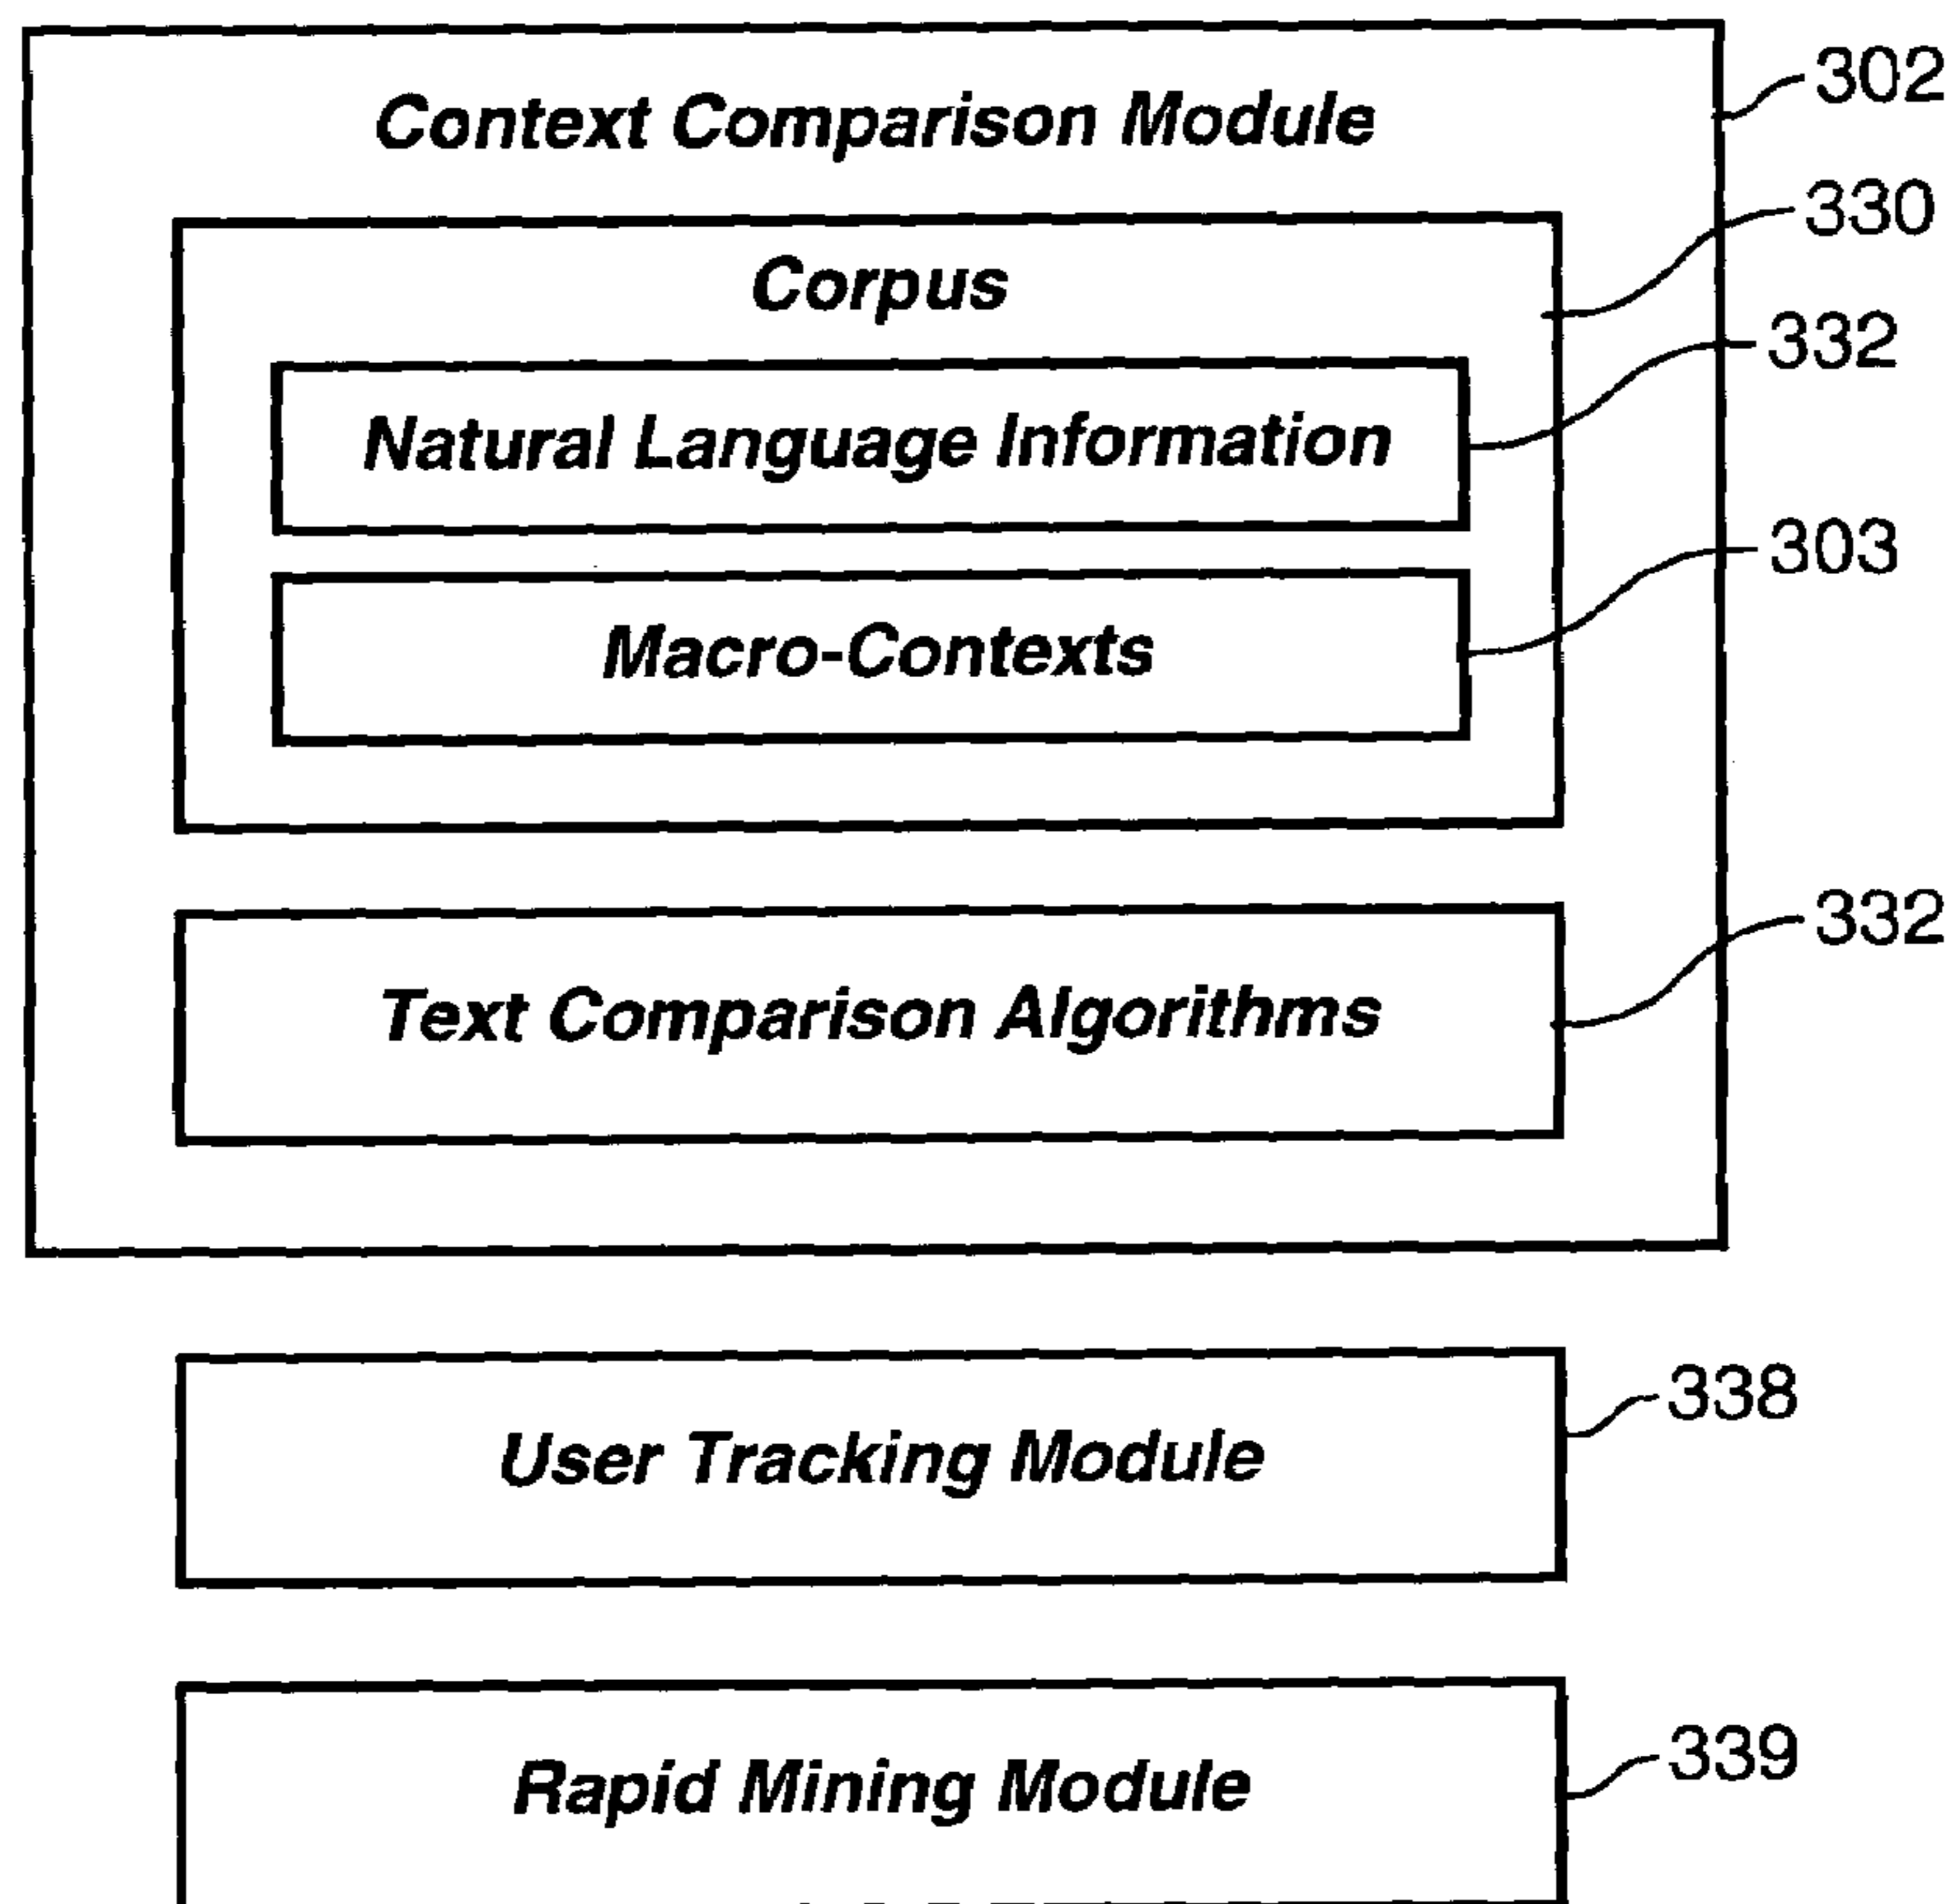 Context Comparison Module
302
Corpus
330
Natural Language Information
332
Macro-Contexts
303
Text Comparison Algorithms
332
User Tracking Module
338
Rapid Mining Module
339